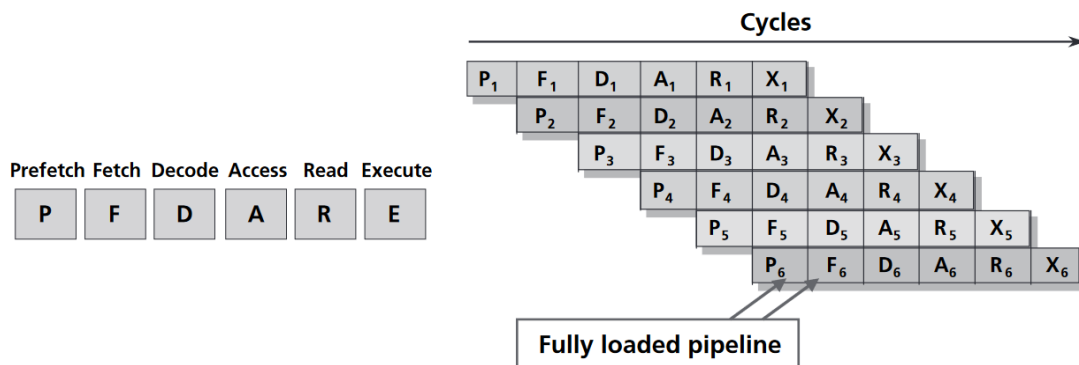 Cycles
P1 F1 D1 A1 R1 X1
P2 F2 D2 A2 R2 X2
P3 F3 D3 A3 R3 X3
P4 F4 D4 A4 R4 X4
P5 F5 D5 A5 R5 X5
P6 F6 D6 A6 R6 X6
Prefetch Fetch Decode Access Read Execute
P F D A R E
Fully loaded pipeline